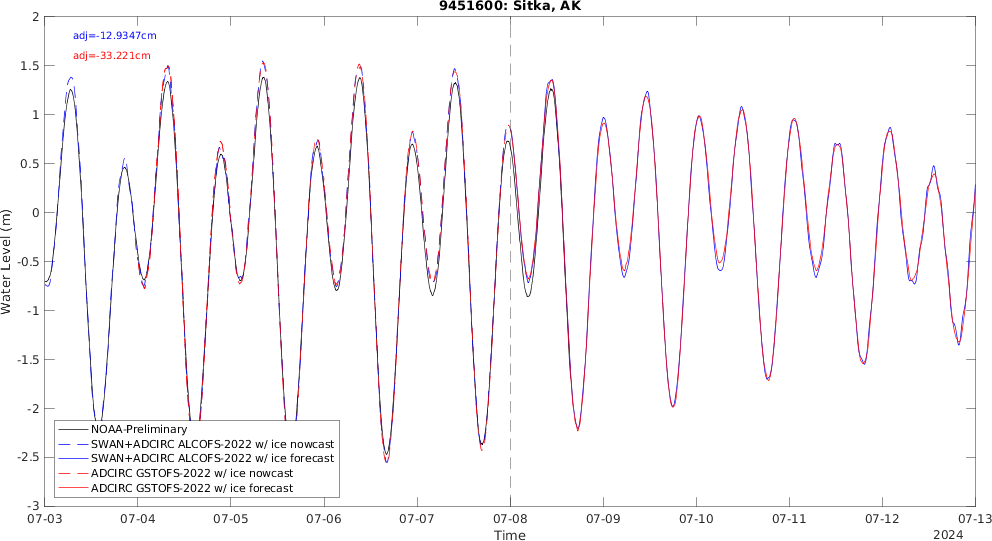 9451600: Sitka, AK
adj=-12.9347cm
adj=-33.221cm
Water Level (m)
2
1.5
1
0.5
0
-0.5
-1
-1.5
-2
-2.5
-3
NOAA-Preliminary
SWAN+ADCIRC ALCOFS-2022 w/ ice nowcast
SWAN+ADCIRC ALCOFS-2022 w/ ice forecast
ADCIRC GSTOFS-2022 w/ ice nowcast
ADCIRC GSTOFS-2022 w/ ice forecast
07-03 07-04 07-05 07-06 07-07 07-08 07-09 07-10 07-11 07-12 07-13
Time
2024